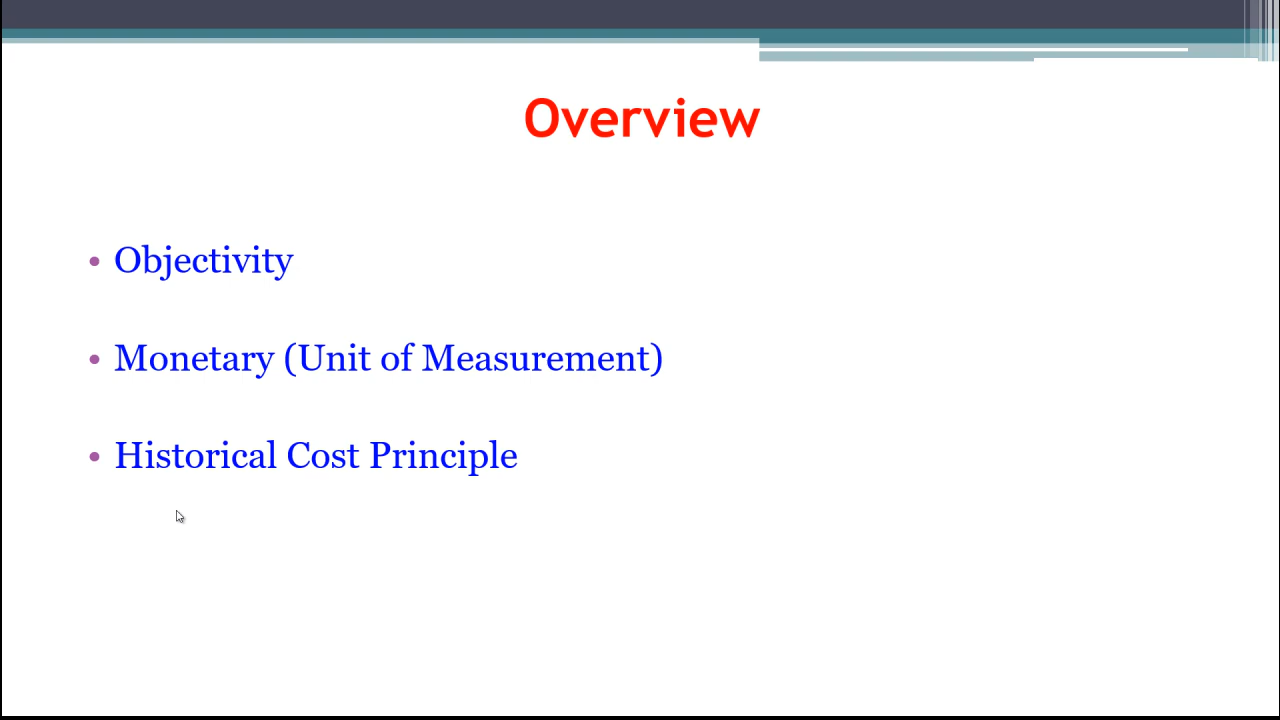 Overview
• Objectivity
• Monetary (Unit of Measurement)
• Historical Cost Principle